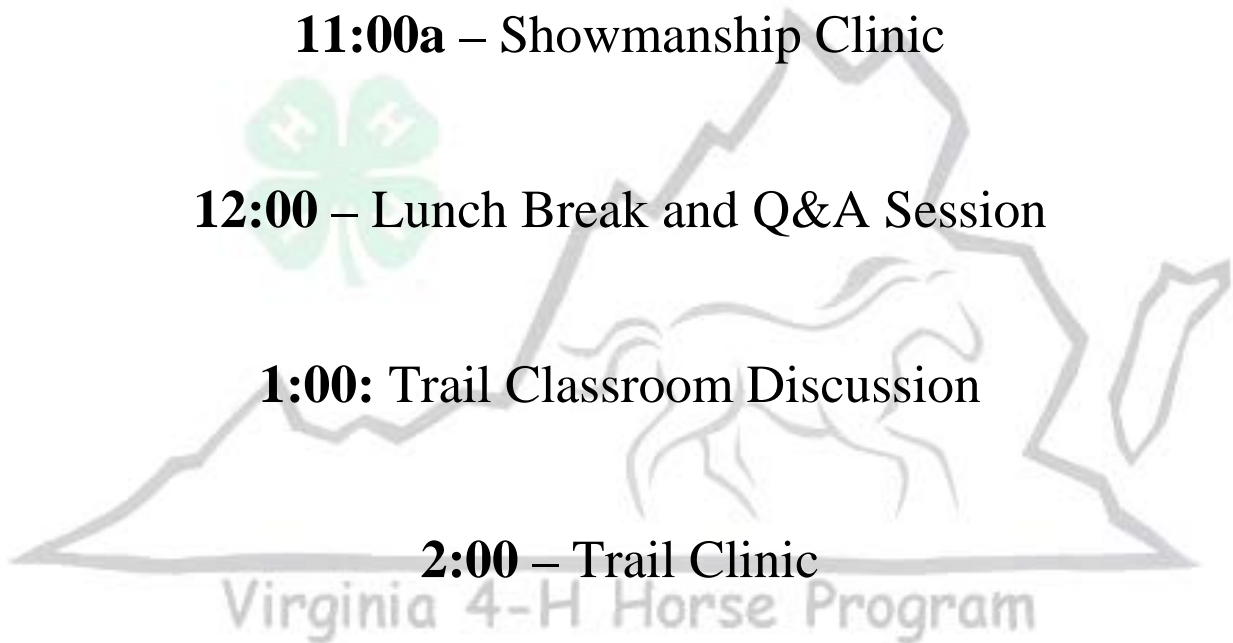 11:00a – Showmanship Clinic
H H
12:00 – Lunch Break and Q&A Session
1:00: Trail Classroom Discussion
2:00 – Trail Clinic
Virginia 4-H Horse Program